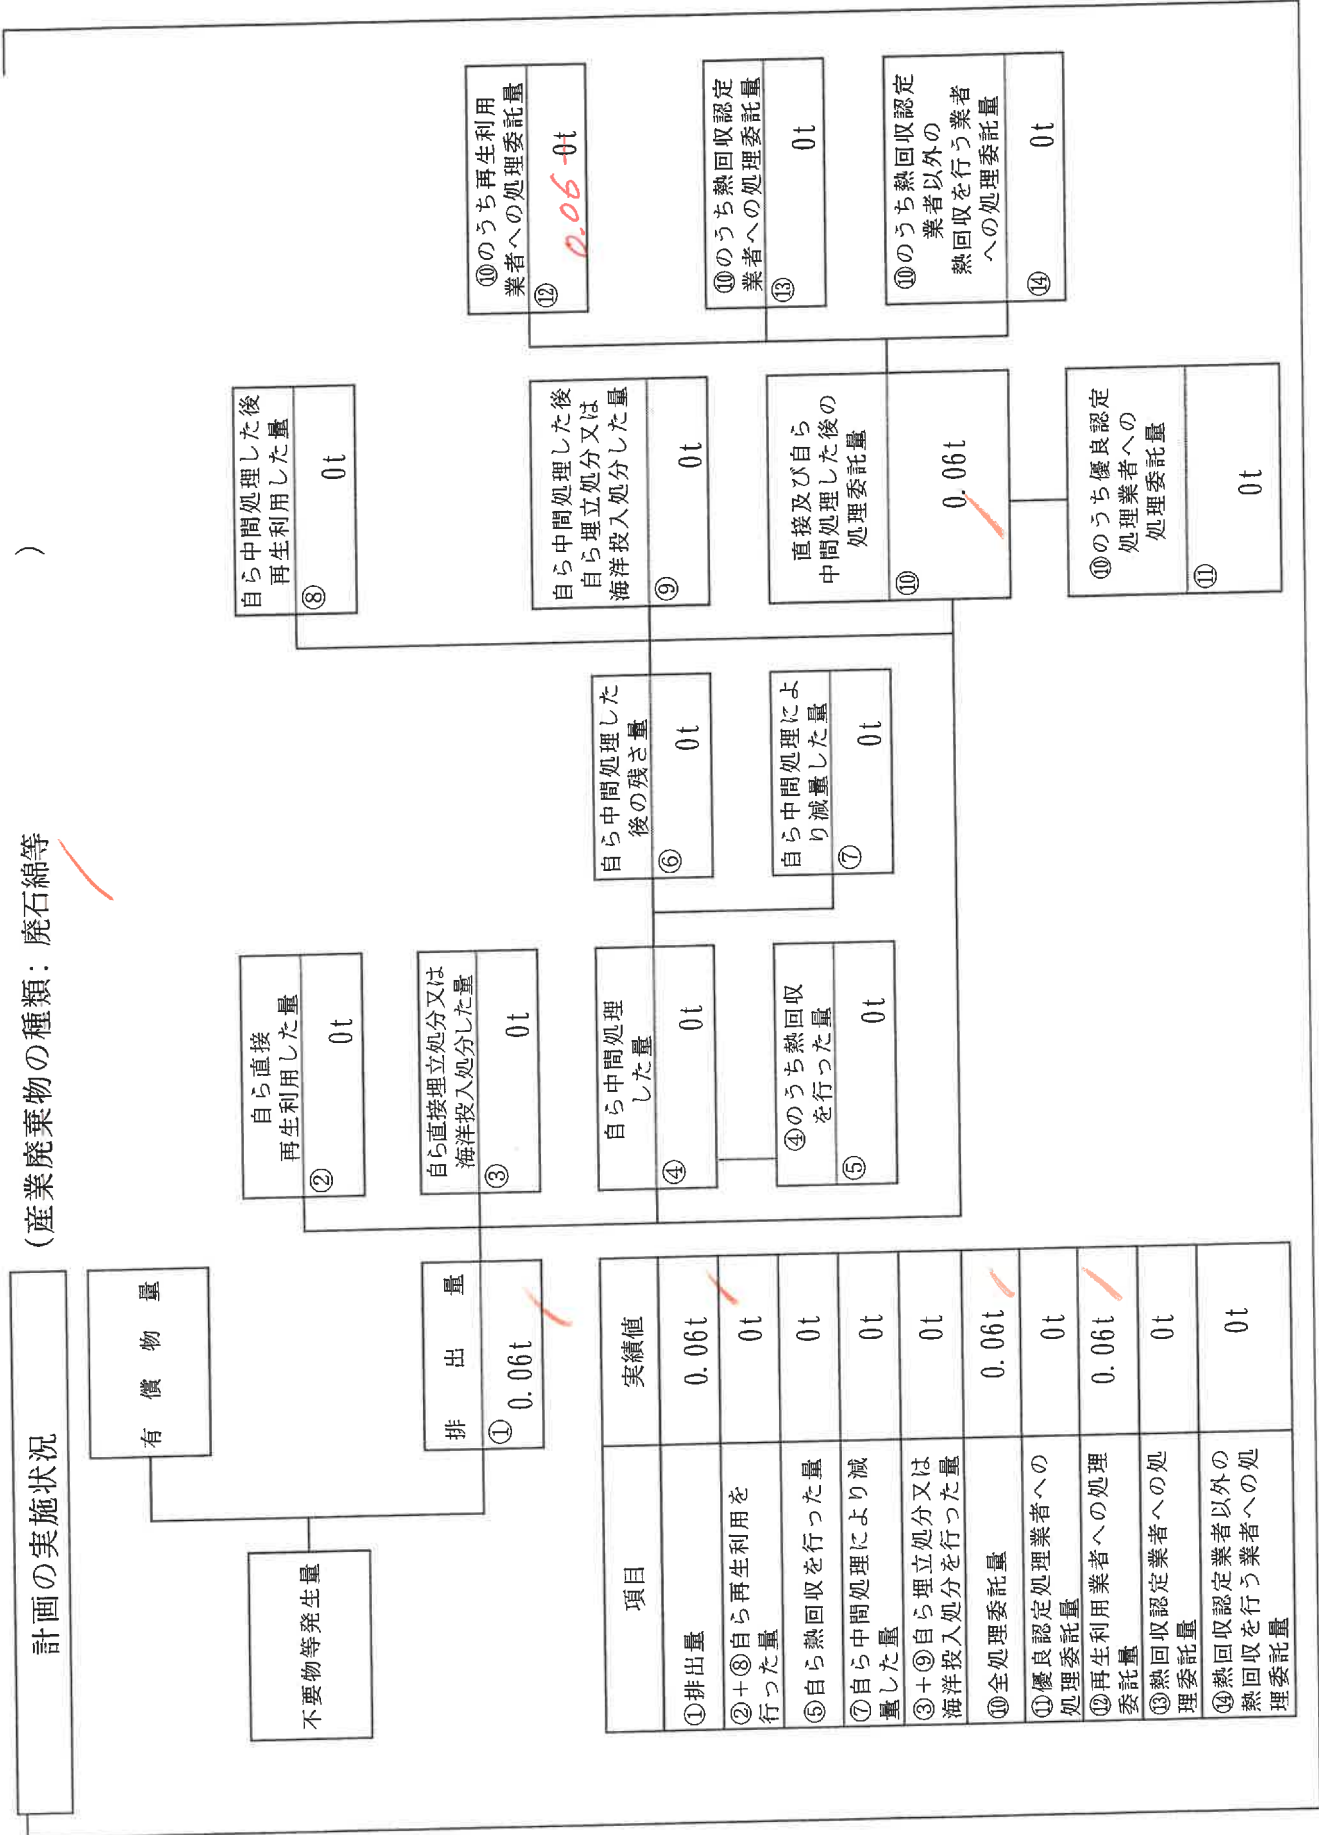 計画の実施状況
（産業廃棄物の種類：廃石綿等　　　　　　　　）
不要物等発生量
有 償 物 量
排 出 量
① 0.06t
自ら直接
再生利用した量
② 0t
自ら直接埋立処分又は
海洋投入処分した量
③ 0t
自ら中間処理
した量
④ 0t
④のうち熱回収
を行った量
⑤ 0t
自ら中間処理した
後の残さ量
⑥ 0t
自ら中間処理によ
り減量した量
⑦ 0t
自ら中間処理した後
再生利用した量
⑧ 0t
自ら中間処理した後
自ら埋立処分又は
海洋投入処分した量
⑨ 0t
直接及び自ら
中間処理した後の
処理委託量
⑩ 0.06t
⑩のうち優良認定
処理業者への
処理委託量
⑪ 0t
⑩のうち再生利用
業者への処理委託量
⑫ 0.06 0t
⑩のうち熱回収認定
業者への処理委託量
⑬ 0t
⑩のうち熱回収認定
業者以外の
熱回収を行う業者
への処理委託量
⑭ 0t
項目 実績値
①排出量 0.06t
②＋⑧自ら再生利用を
行った量 0t
⑤自ら熱回収を行った量 0t
⑦自ら中間処理により減
量した量 0t
③＋⑨自ら埋立処分又は
海洋投入処分を行った量 0t
⑩全処理委託量 0.06t
⑪優良認定処理業者への
処理委託量 0t
⑫再生利用業者への処理
委託量 0.06t
⑬熱回収認定業者への処
理委託量 0t
⑭熱回収認定業者以外の
熱回収を行う業者への処
理委託量 0t